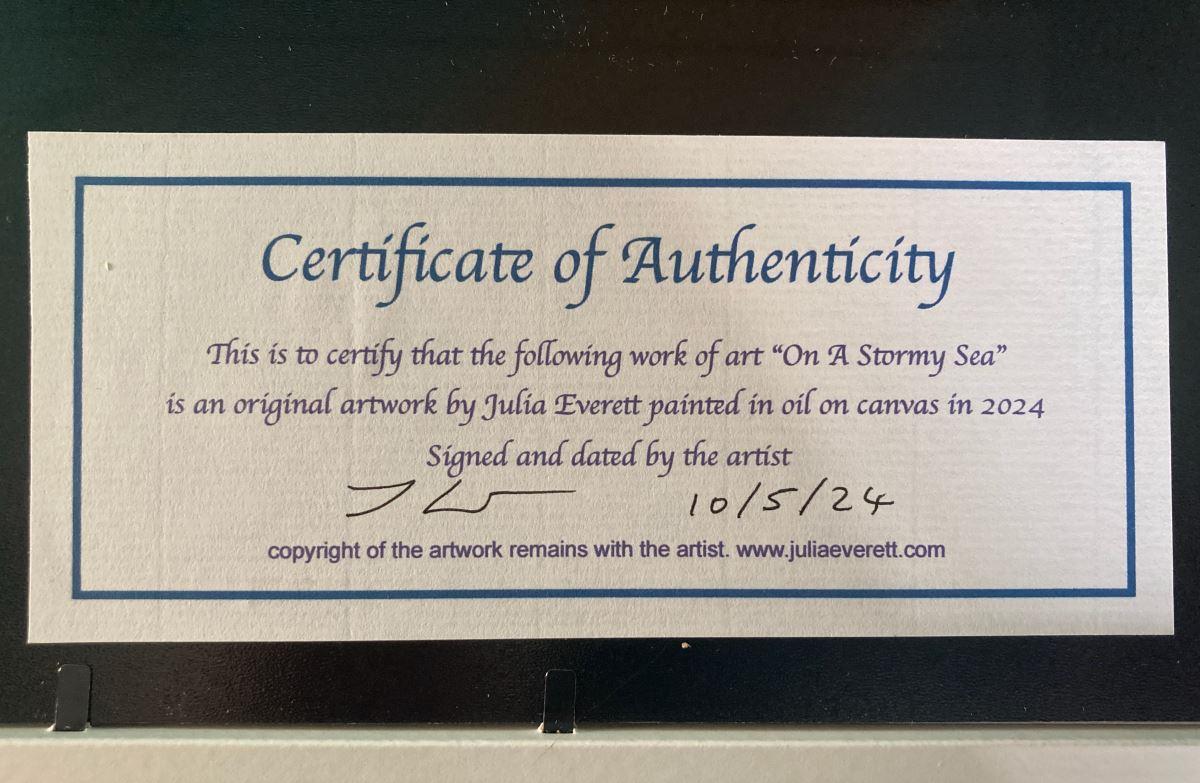 Certificate of Authenticity
This is to certify that the following work of art “On A Stormy Sea”
is an original artwork by Julia Everett painted in oil on canvas in 2024
Signed and dated by the artist
10/5/24
copyright of the artwork remains with the artist. www.juliaeverett.com